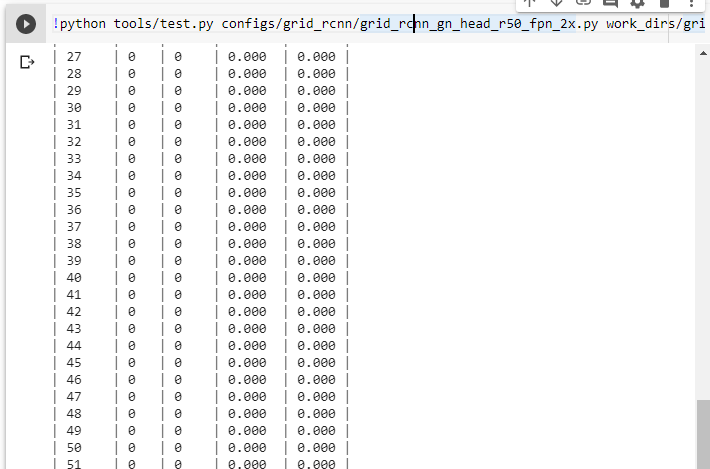 !python tools/test.py configs/grid_rcnn/grid_rcnn_gn_head_r50_fpn_2x.py work_dirs/gri
| 27 | 0 | 0 | 0.000 | 0.000 |
| 28 | 0 | 0 | 0.000 | 0.000 |
| 29 | 0 | 0 | 0.000 | 0.000 |
| 30 | 0 | 0 | 0.000 | 0.000 |
| 31 | 0 | 0 | 0.000 | 0.000 |
| 32 | 0 | 0 | 0.000 | 0.000 |
| 33 | 0 | 0 | 0.000 | 0.000 |
| 34 | 0 | 0 | 0.000 | 0.000 |
| 35 | 0 | 0 | 0.000 | 0.000 |
| 36 | 0 | 0 | 0.000 | 0.000 |
| 37 | 0 | 0 | 0.000 | 0.000 |
| 38 | 0 | 0 | 0.000 | 0.000 |
| 39 | 0 | 0 | 0.000 | 0.000 |
| 40 | 0 | 0 | 0.000 | 0.000 |
| 41 | 0 | 0 | 0.000 | 0.000 |
| 42 | 0 | 0 | 0.000 | 0.000 |
| 43 | 0 | 0 | 0.000 | 0.000 |
| 44 | 0 | 0 | 0.000 | 0.000 |
| 45 | 0 | 0 | 0.000 | 0.000 |
| 46 | 0 | 0 | 0.000 | 0.000 |
| 47 | 0 | 0 | 0.000 | 0.000 |
| 48 | 0 | 0 | 0.000 | 0.000 |
| 49 | 0 | 0 | 0.000 | 0.000 |
| 50 | 0 | 0 | 0.000 | 0.000 |
| 51 | 0 | 0 | 0.000 | 0.000 |